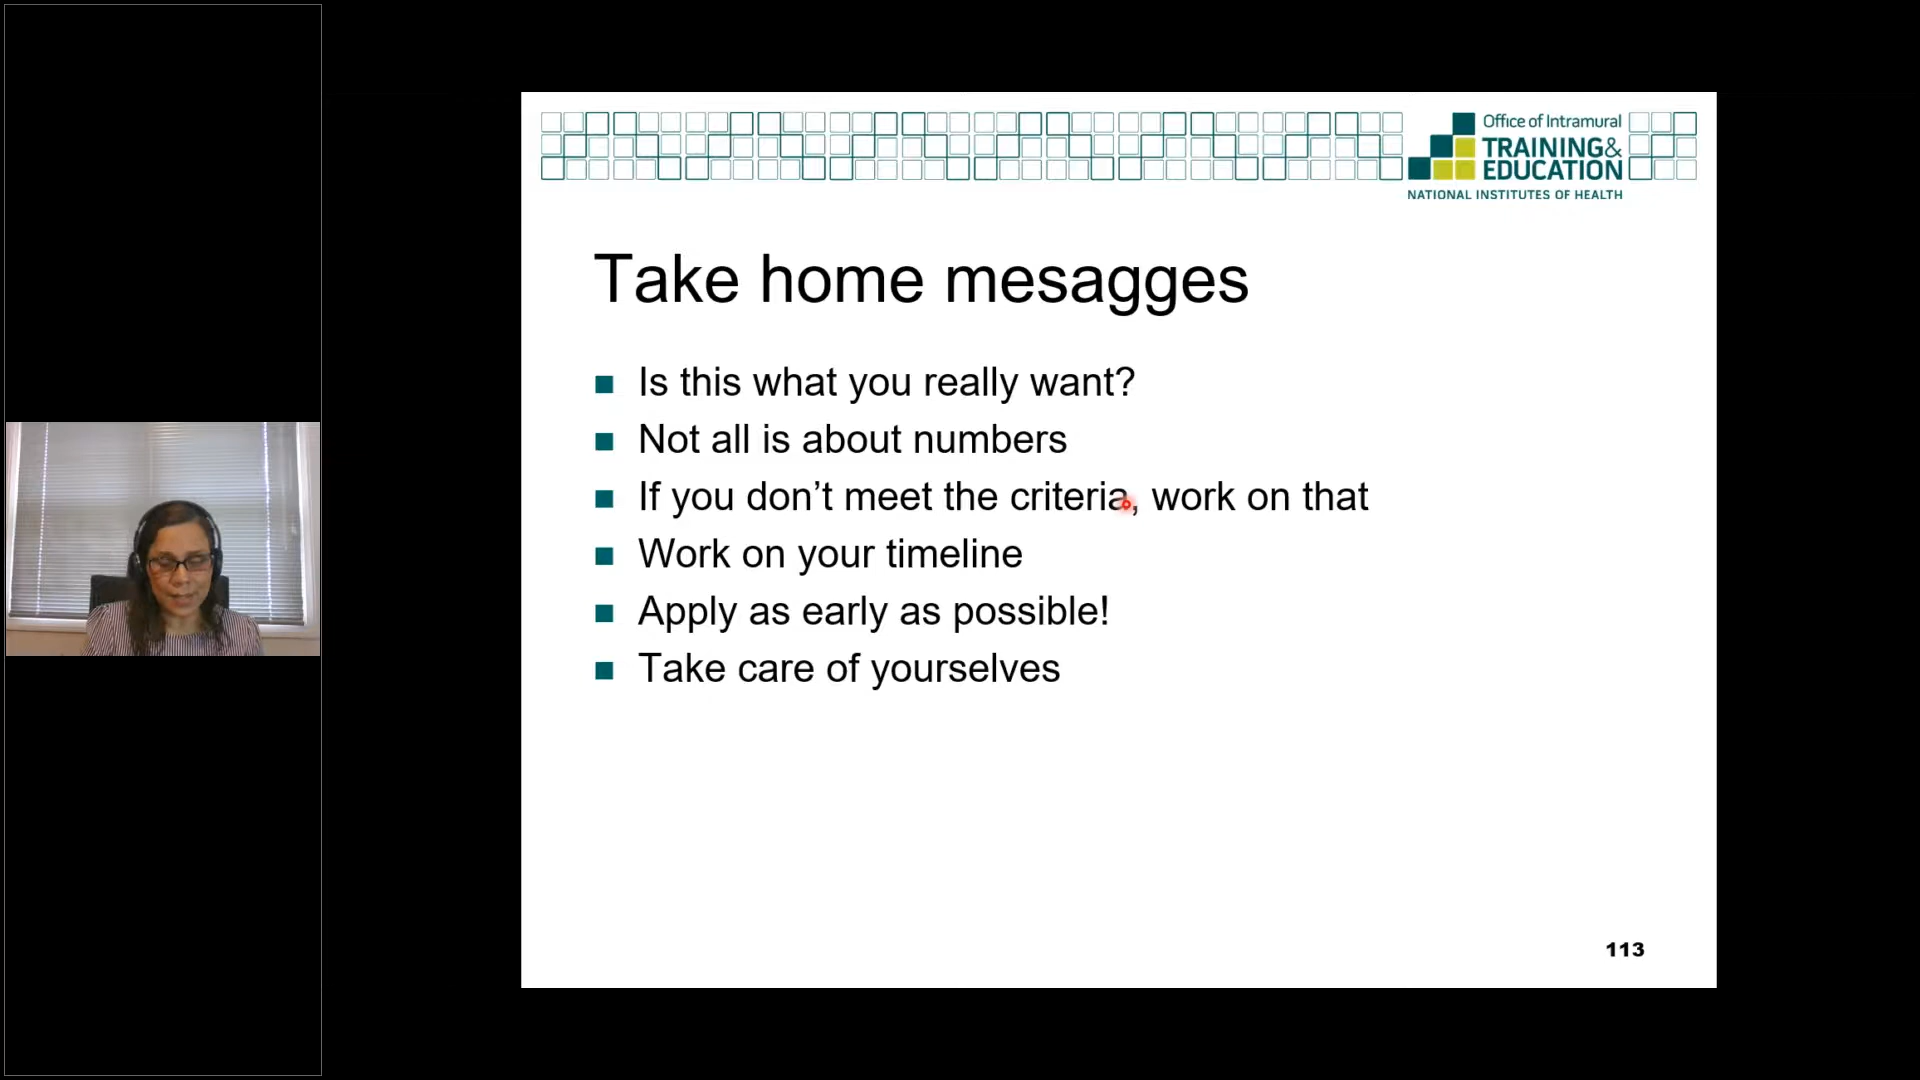 Office of Intramural
TRAINING&
EDUCATION
NATIONAL INSTITUTES OF HEALTH
Take home mesagges
Is this what you really want?
Not all is about numbers
If you don’t meet the criteria, work on that
Work on your timeline
Apply as early as possible!
Take care of yourselves
113